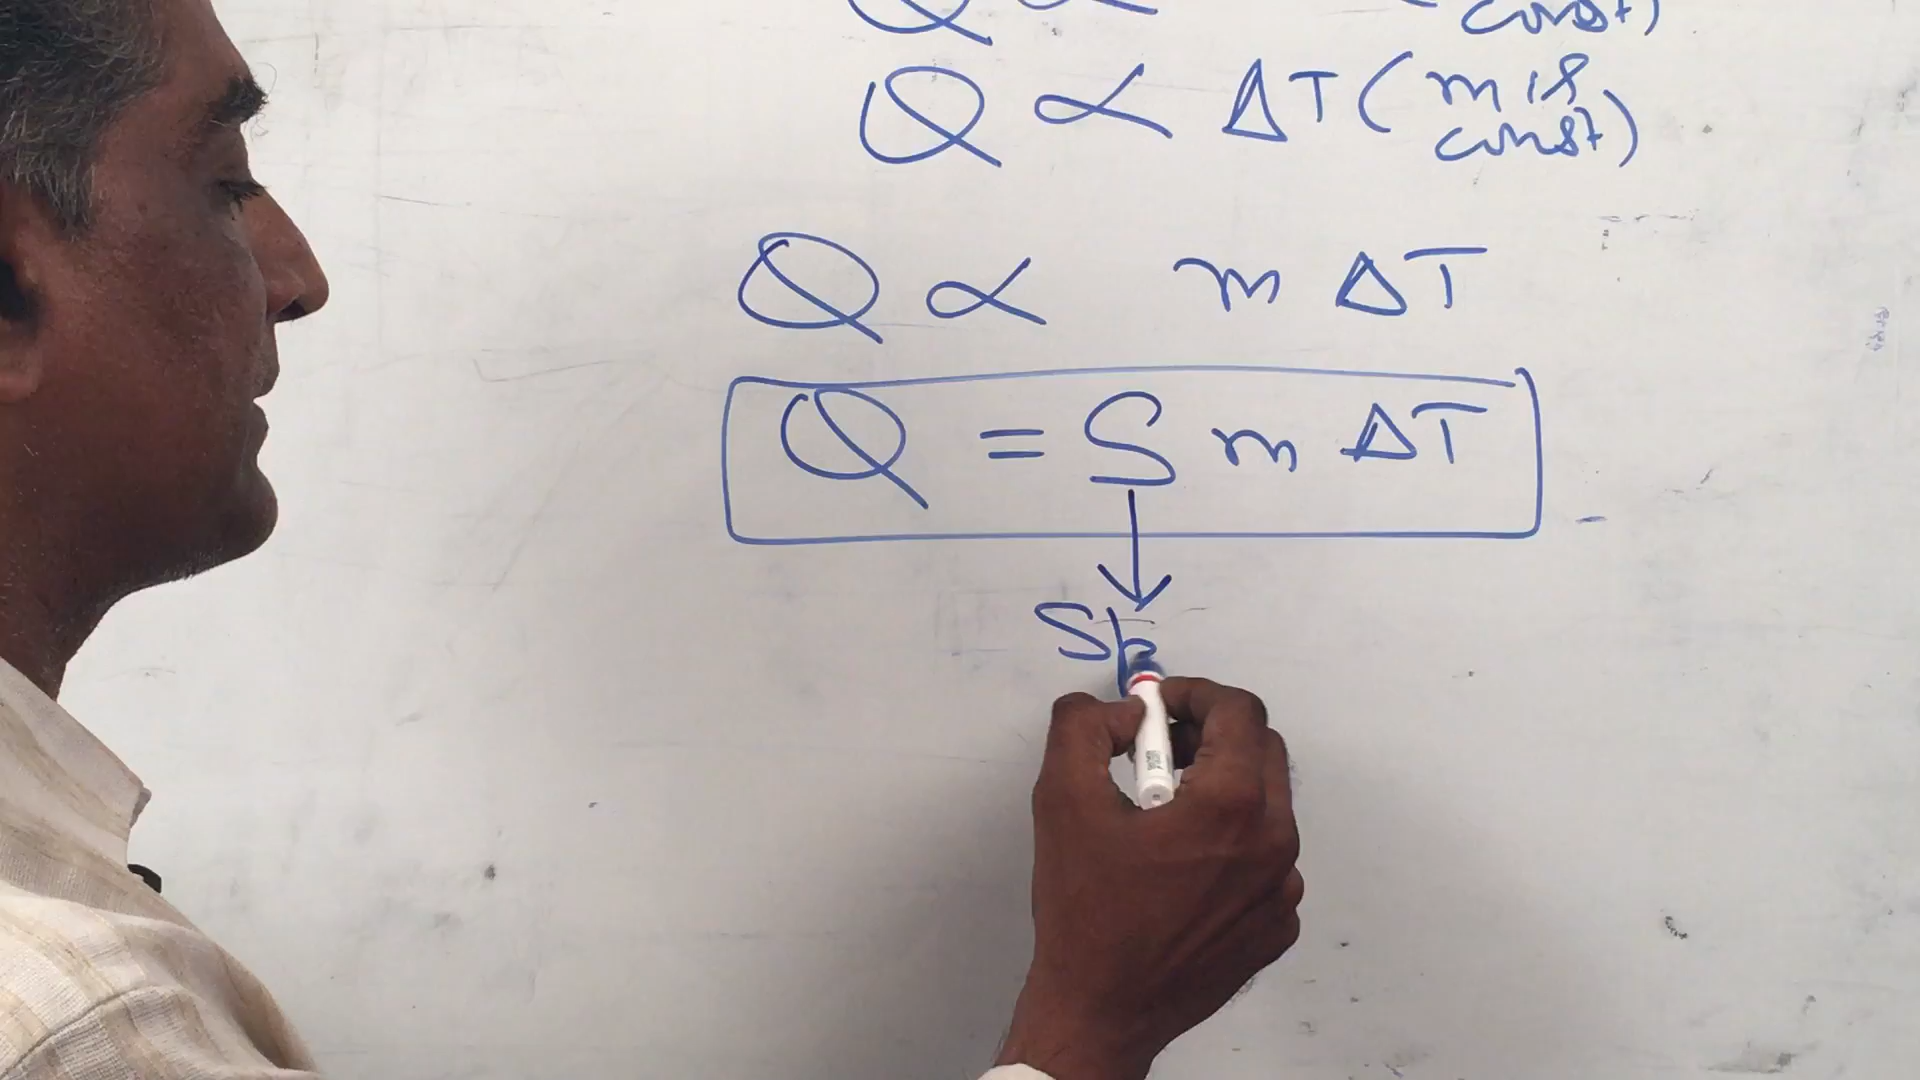 Q ∝ const)
Q ∝ ΔT (m is const)
Q ∝ m ΔT
Q = S m ΔT
Sp